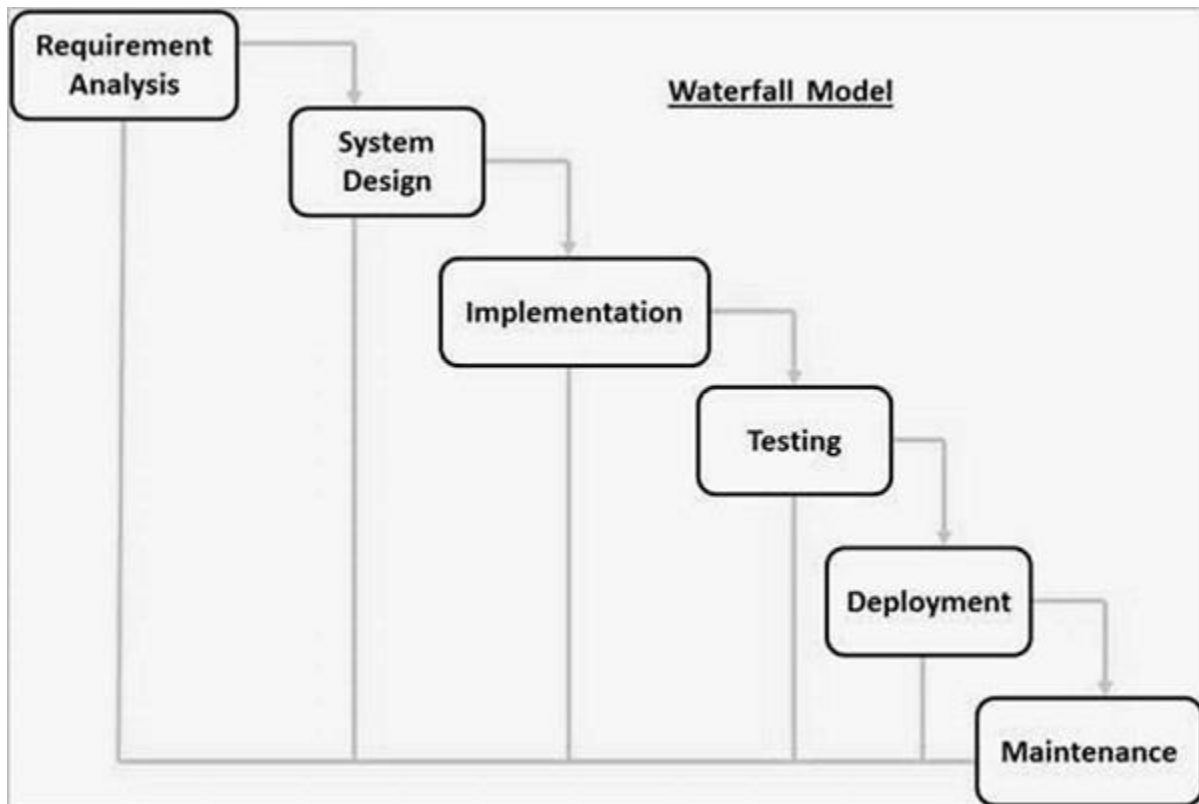 Requirement
Analysis
Waterfall Model
System
Design
Implementation
Testing
Deployment
Maintenance